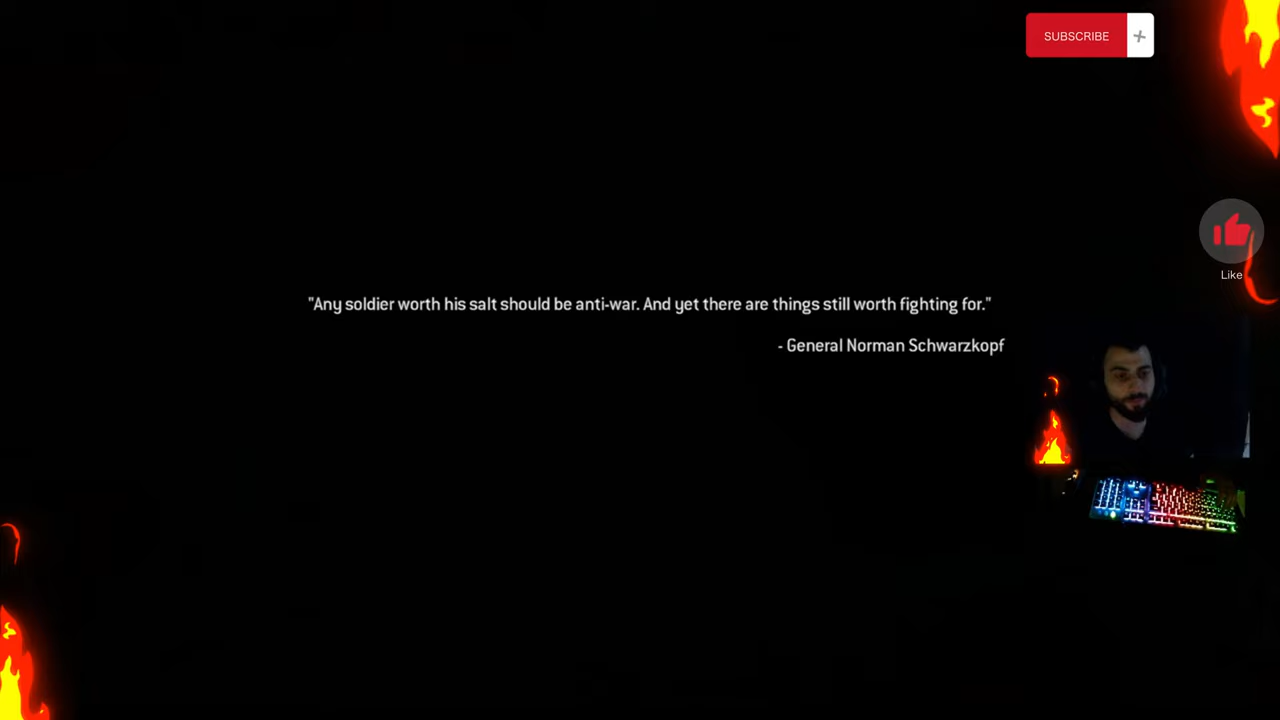 SUBSCRIBE
"Any soldier worth his salt should be anti-war. And yet there are things still worth fighting for."
- General Norman Schwarzkopf
Like